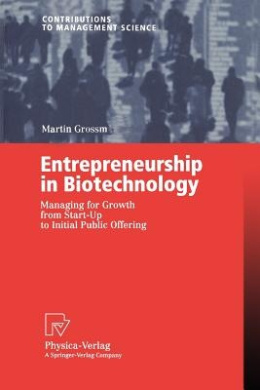 CONTRIBUTIONS
TO MANAGEMENT SCIENCE
Martin Grossm
Entrepreneurship
in Biotechnology
Managing for Growth
from Start-Up
to Initial Public Offering
Physica-Verlag
A Springer-Verlag Company